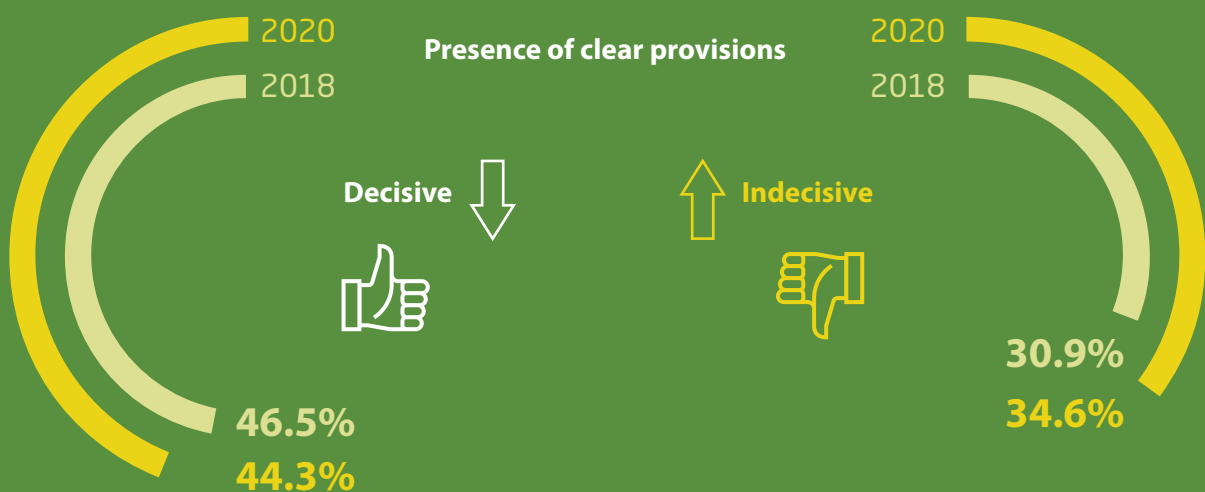 Presence of clear provisions
2020
2018
Decisive
46.5%
44.3%
2020
2018
Indecisive
30.9%
34.6%